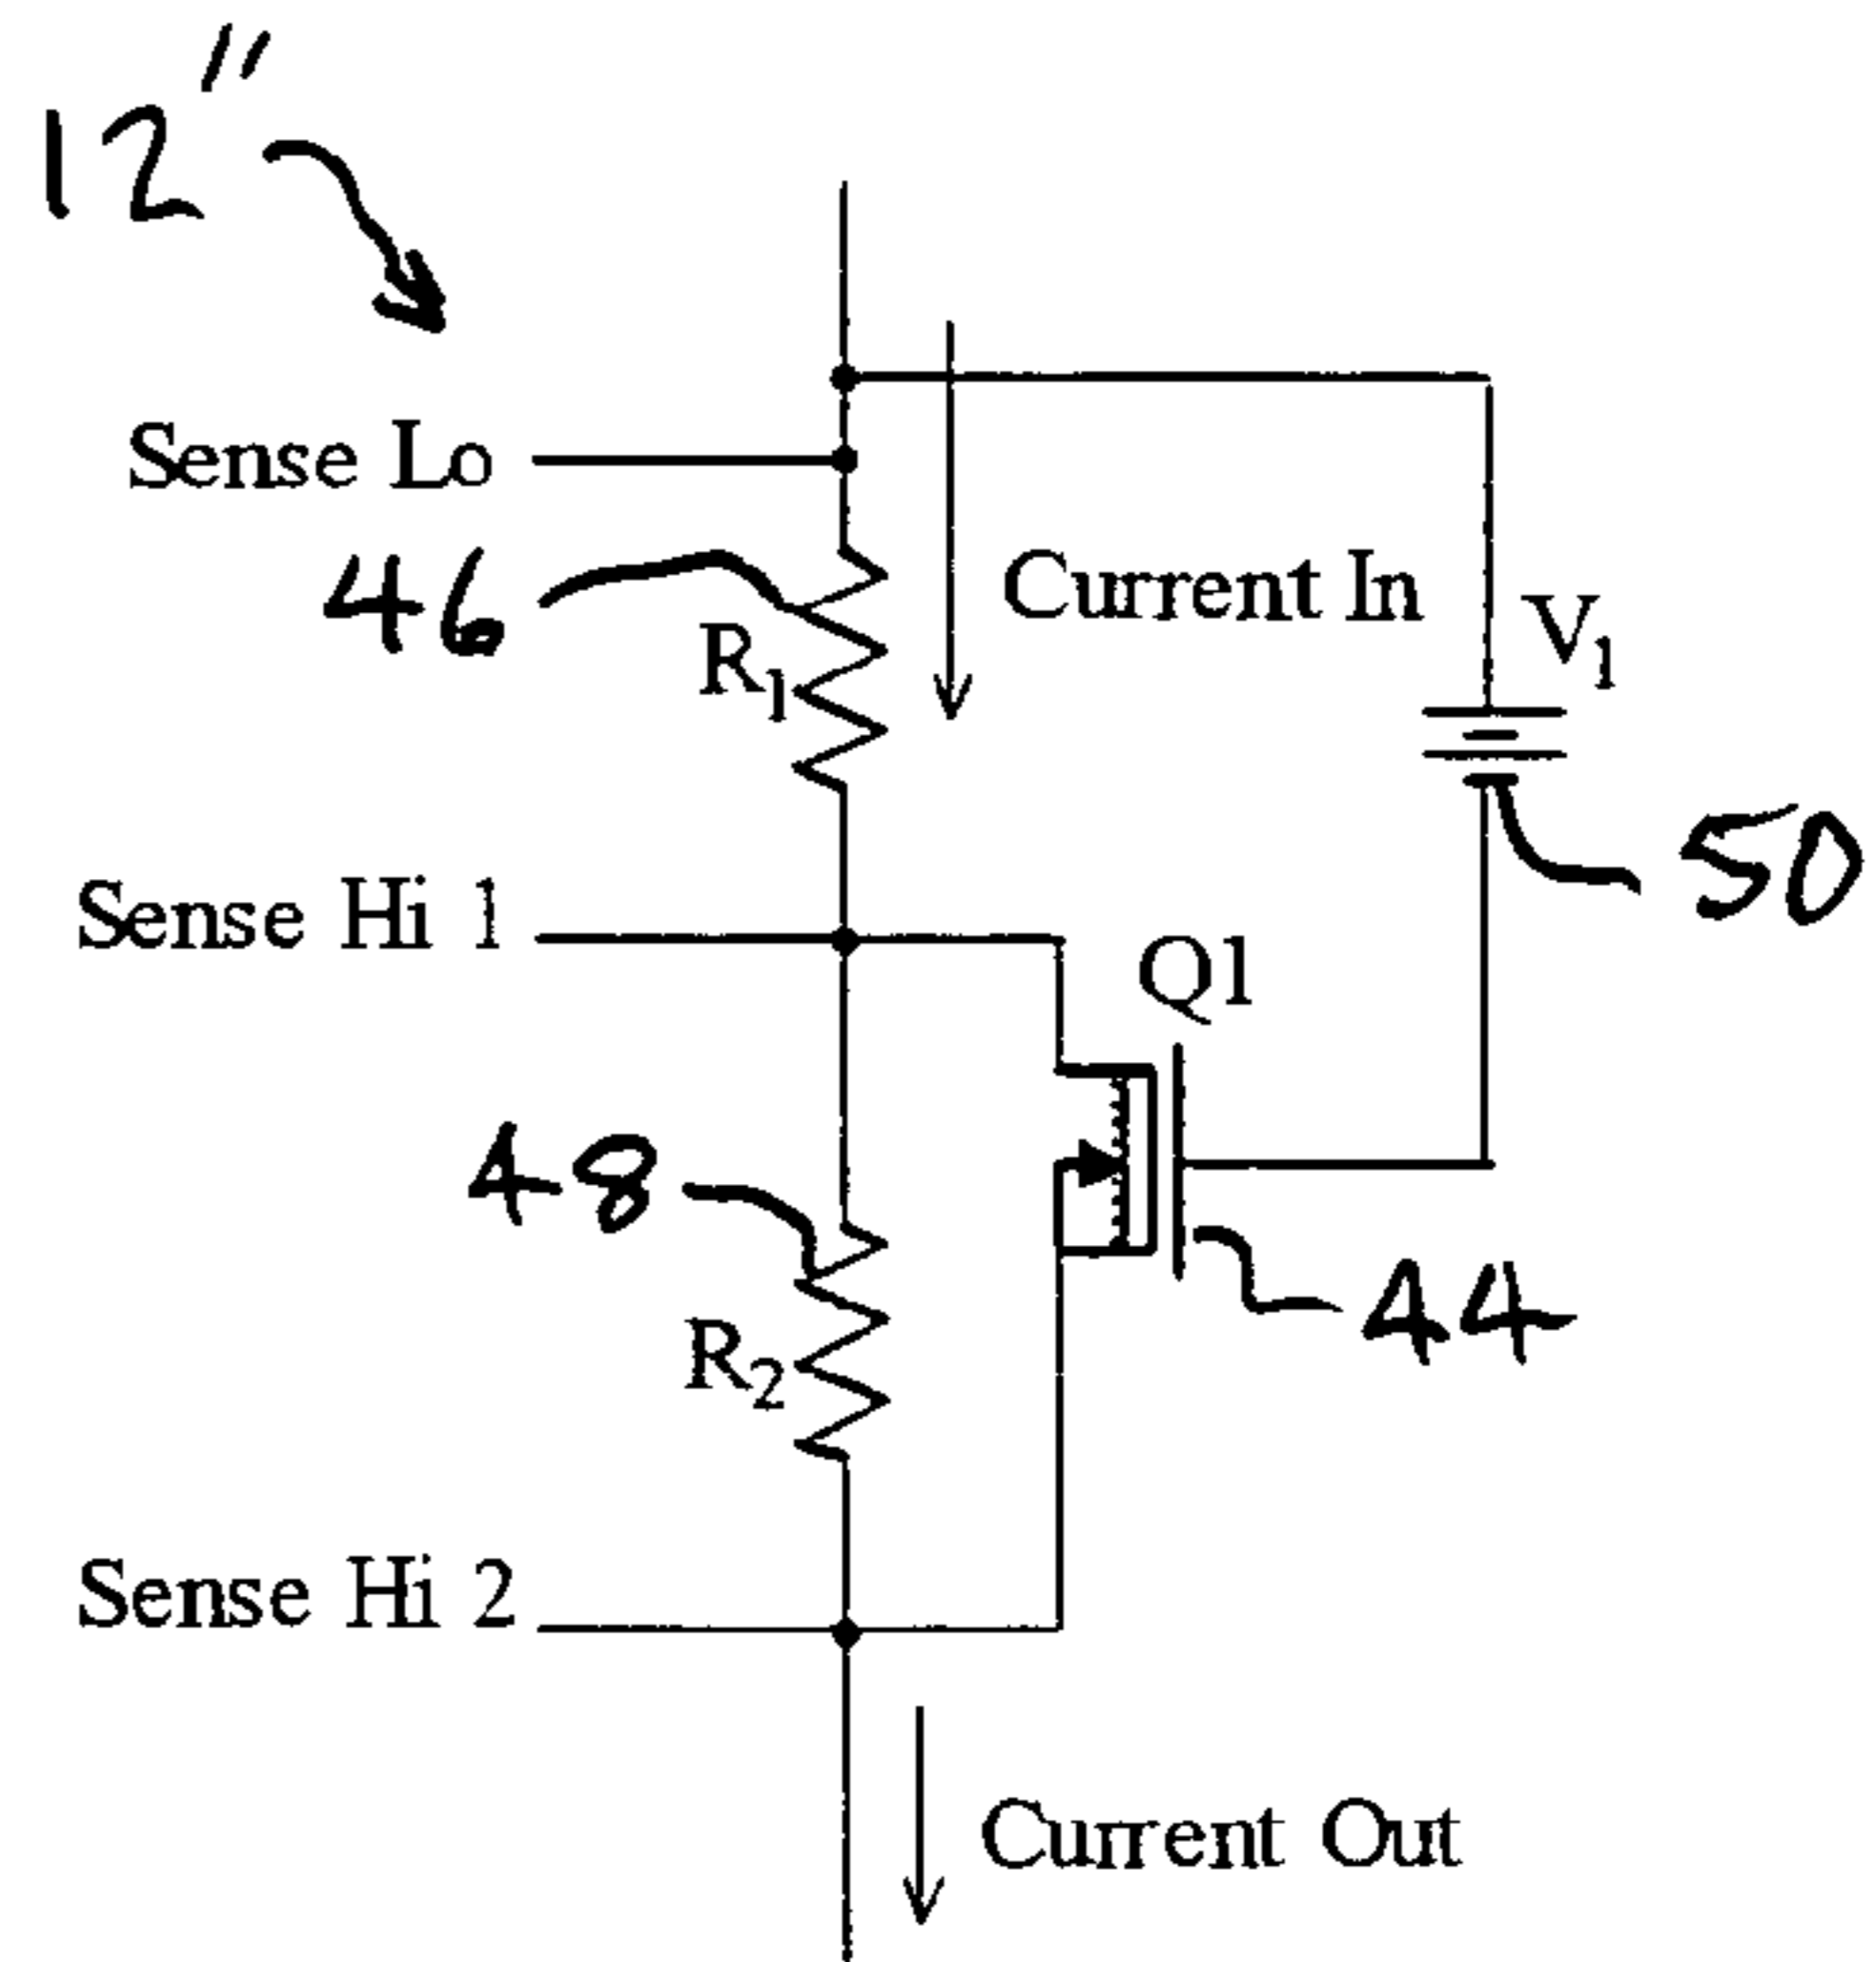 12"
Sense Lo
46
R1
Current In
V1
50
Sense Hi 1
Q1
48
R2
44
Sense Hi 2
Current Out